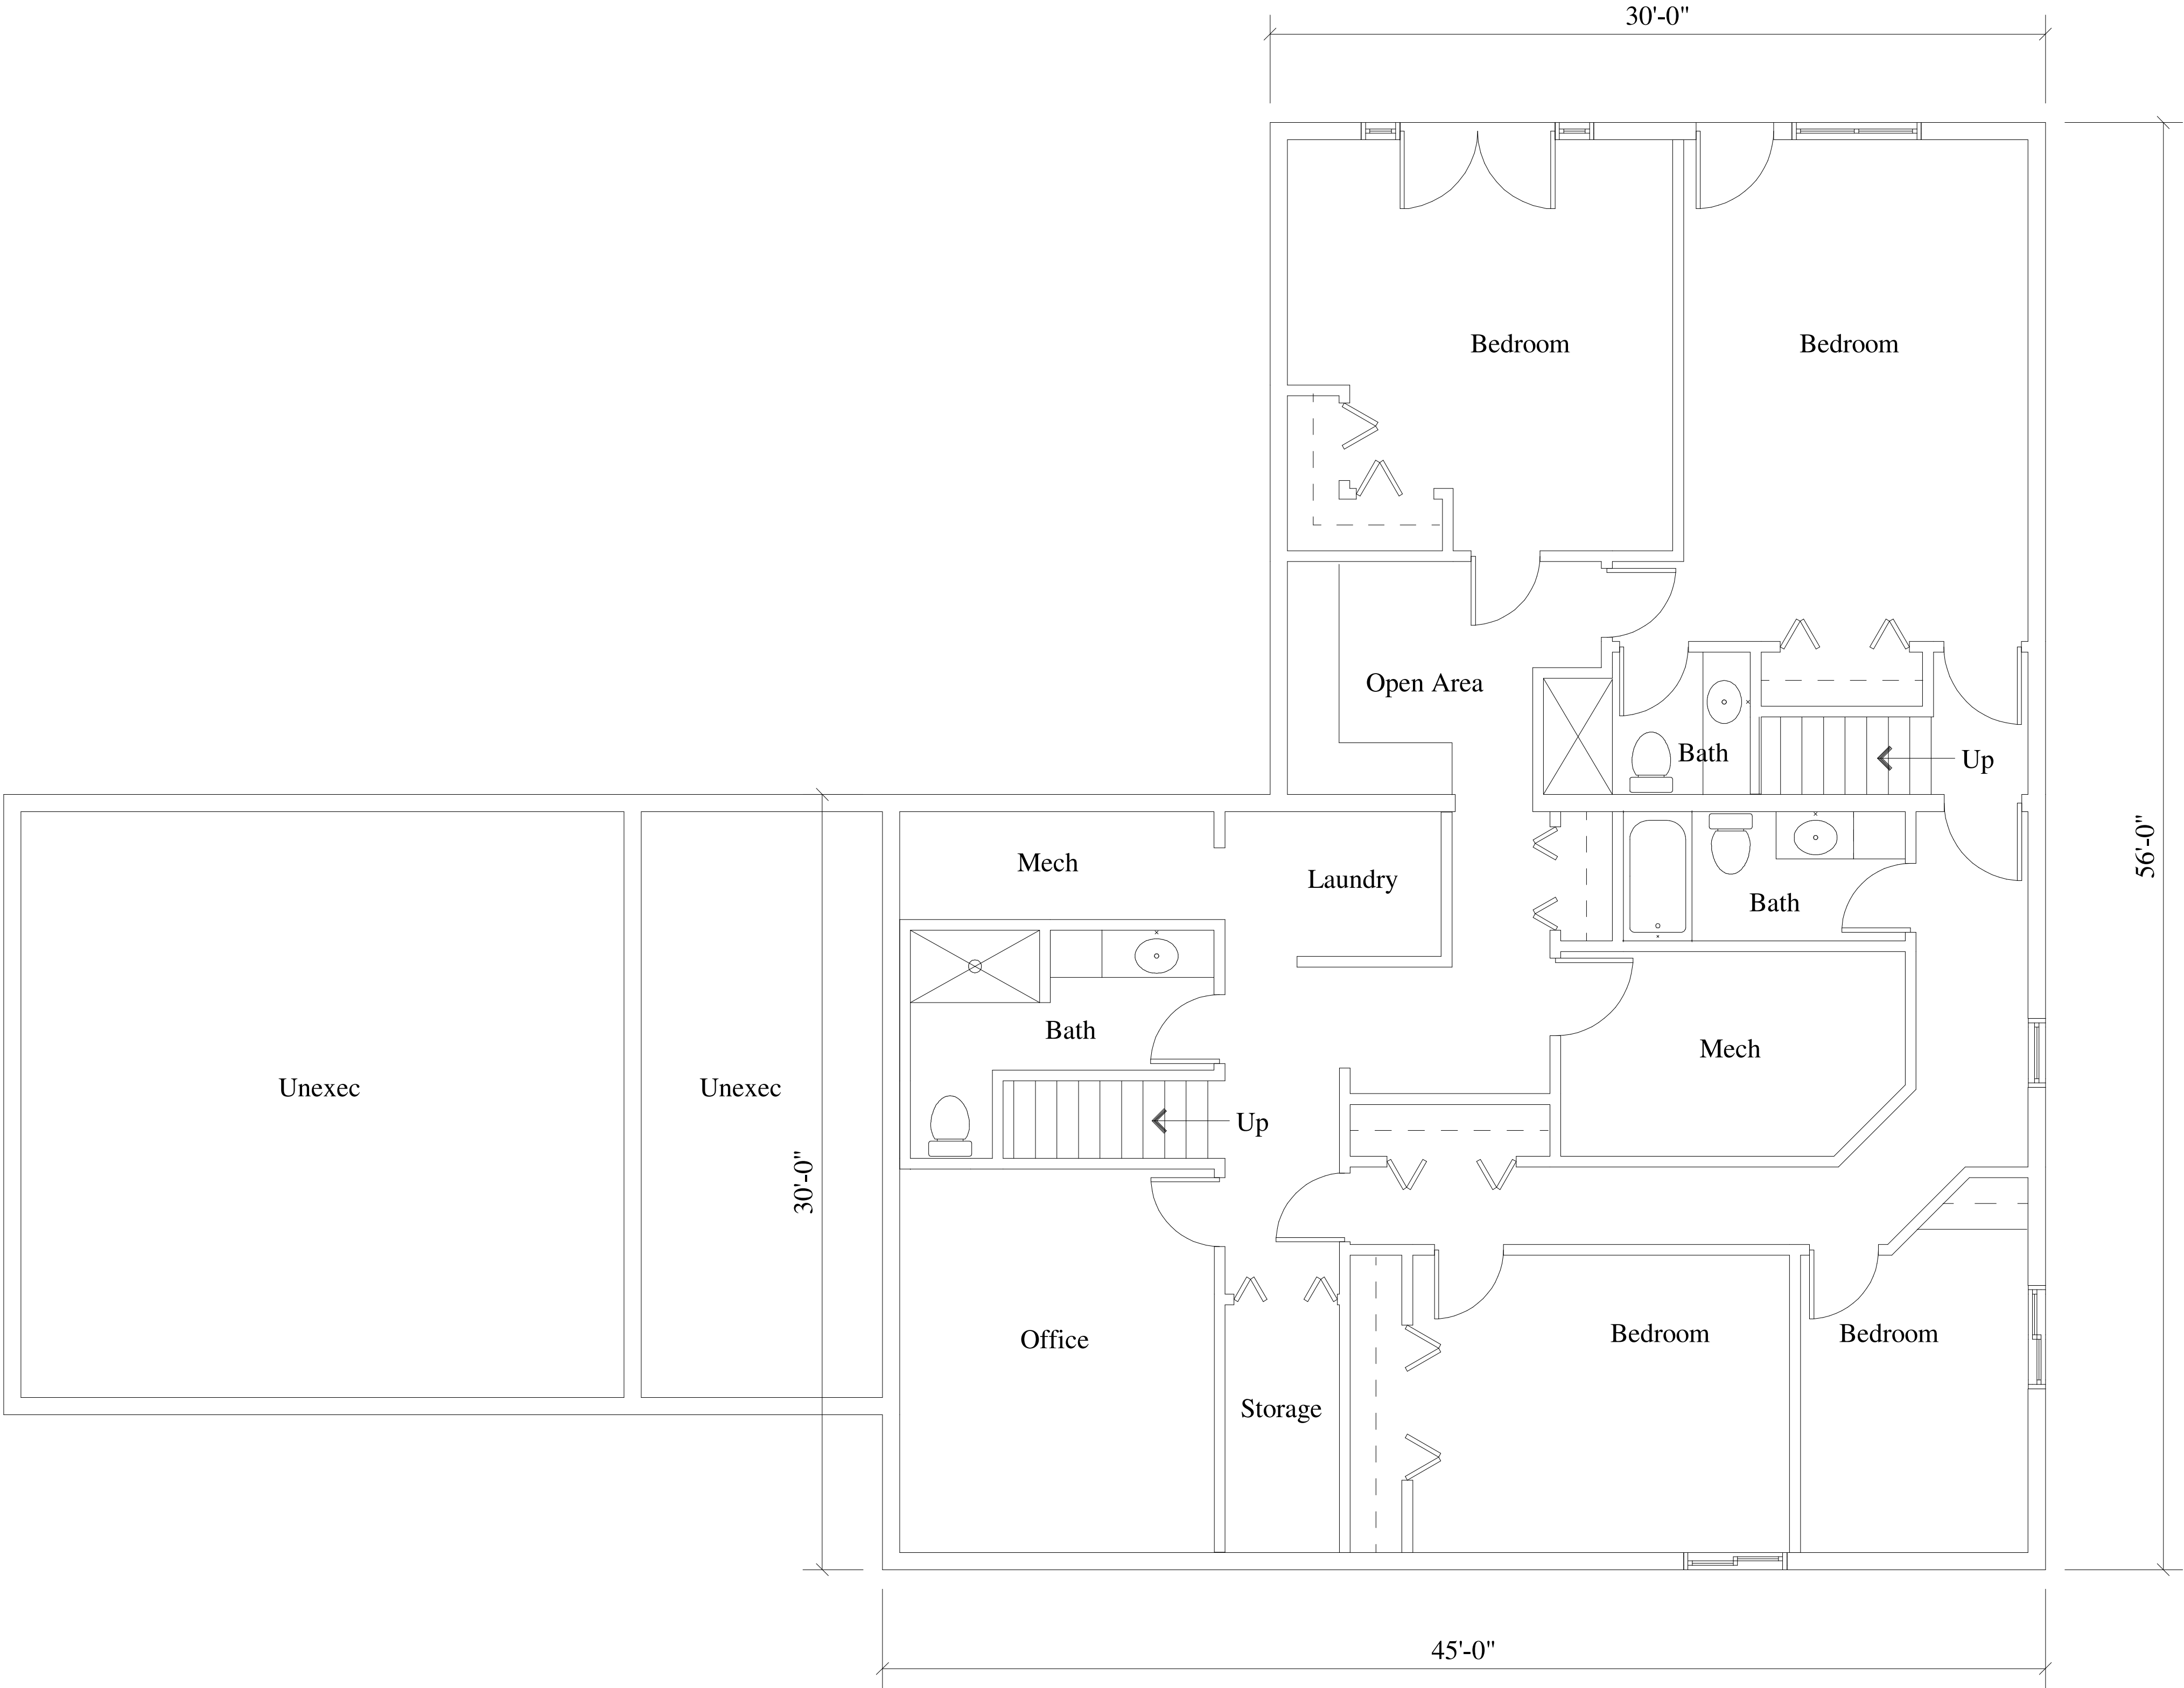 30'-0"
Bedroom
Bedroom
Open Area
Bath
Up
56'-0"
Mech
Laundry
Bath
Bath
Mech
Unexec
Unexec
Up
30'-0"
Office
Bedroom
Bedroom
Storage
45'-0"